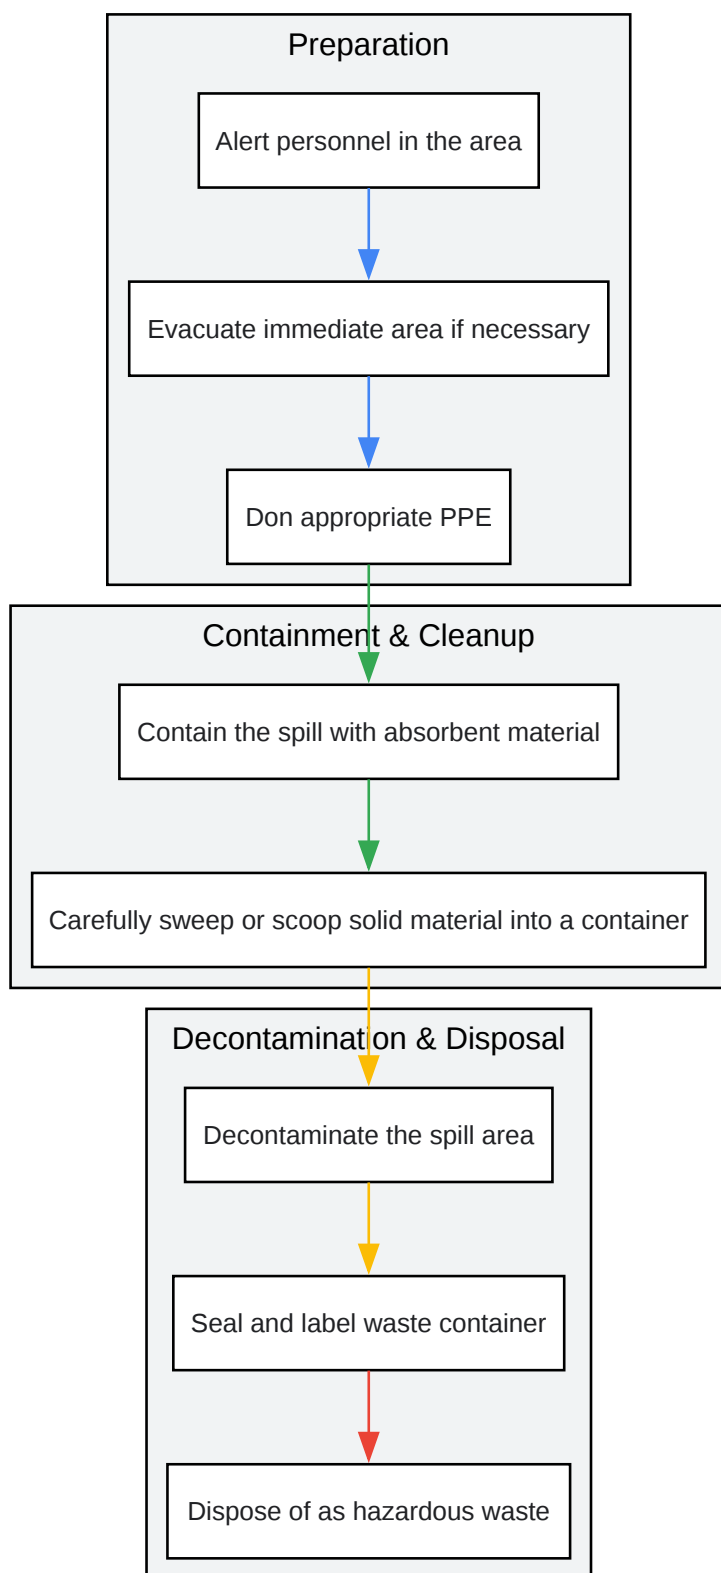 Preparation
Alert personnel in the area
Evacuate immediate area if necessary
Don appropriate PPE
Containment & Cleanup
Contain the spill with absorbent material
Carefully sweep or scoop solid material into a container
Decontamination & Disposal
Decontaminate the spill area
Seal and label waste container
Dispose of as hazardous waste